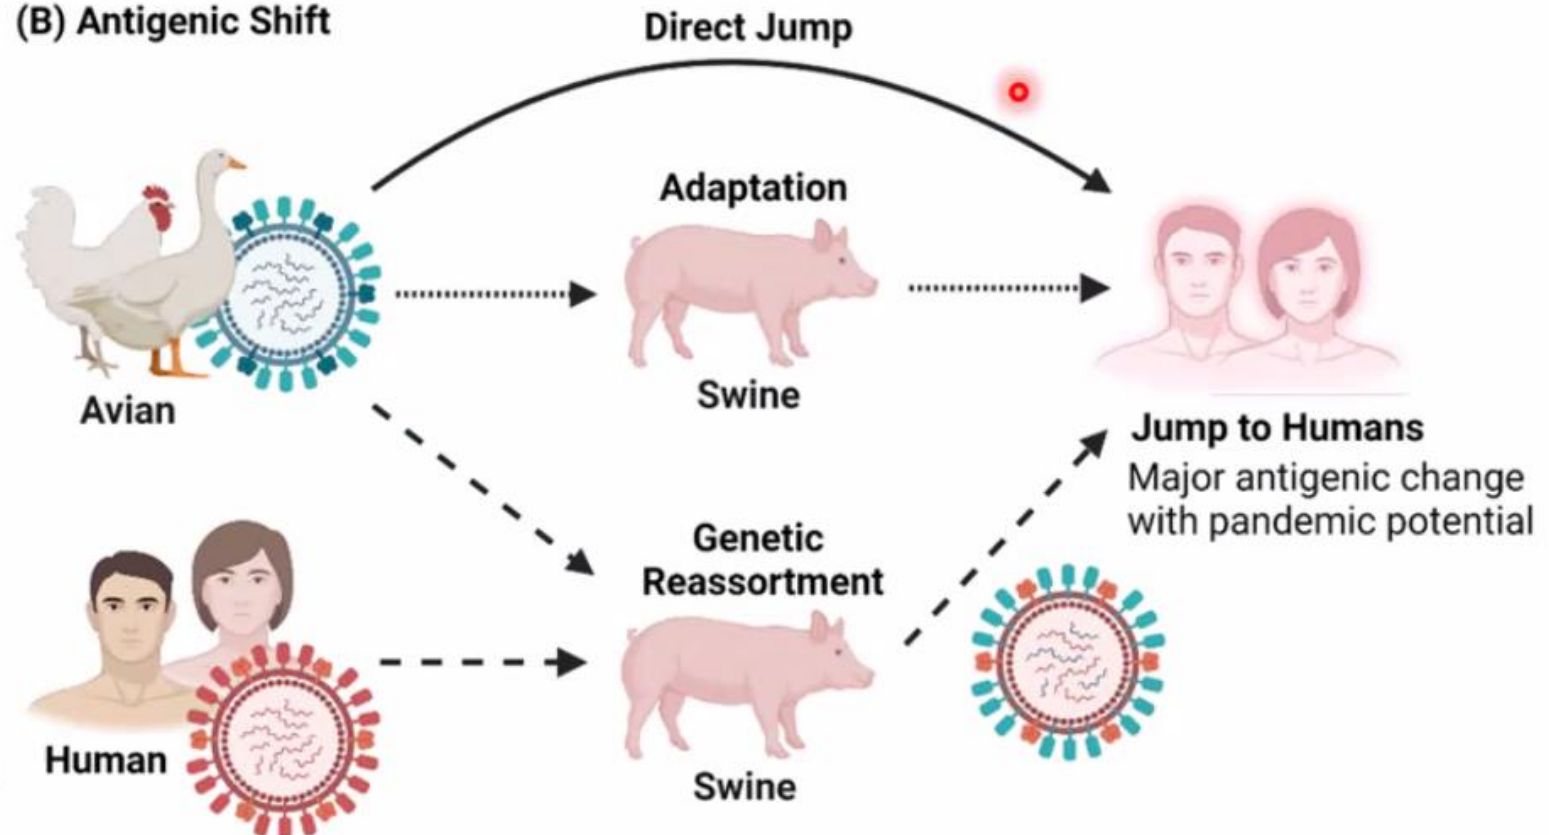 (B) Antigenic Shift
Direct Jump
Adaptation
Swine
Avian
Jump to Humans
Major antigenic change
with pandemic potential
Genetic
Reassortment
Swine
Human